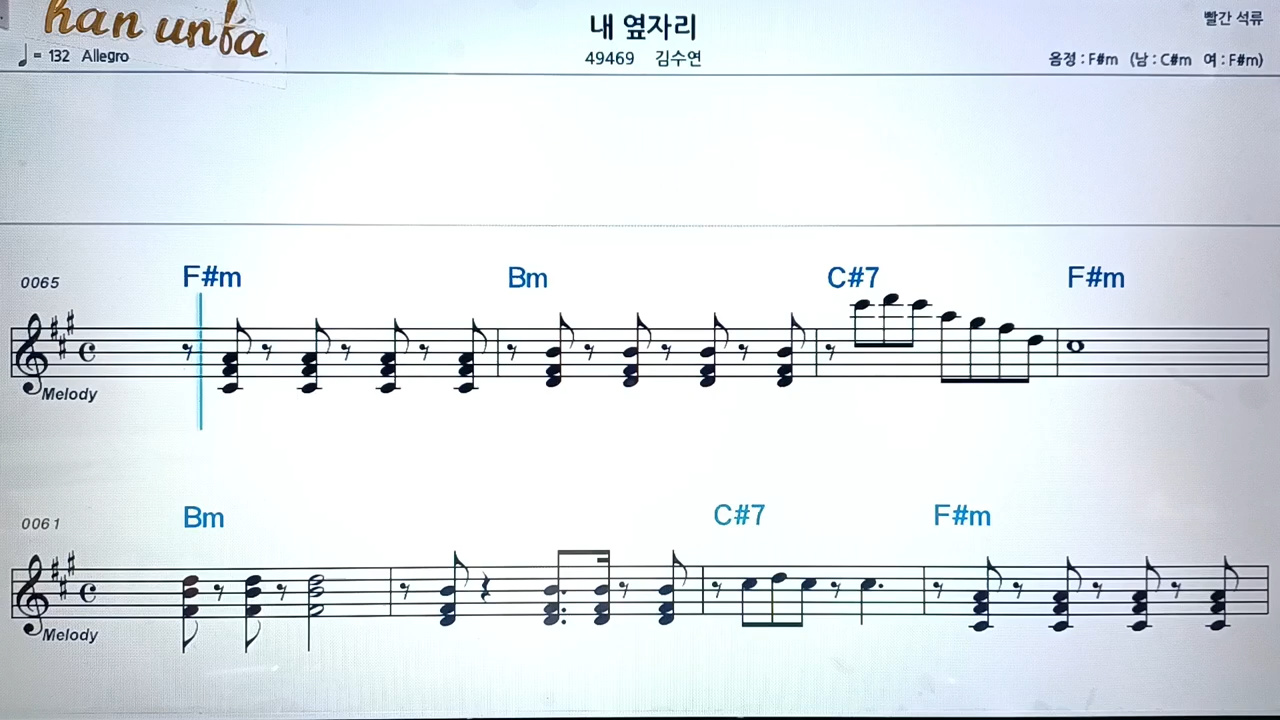 han unfa
내 옆자리
빨간 석류
♩ = 132 Allegro
49469 김수연
음정 : F#m (남 : C#m 여 : F#m)
0065 F#m Bm C#7 F#m
Melody
0061 Bm C#7 F#m
Melody